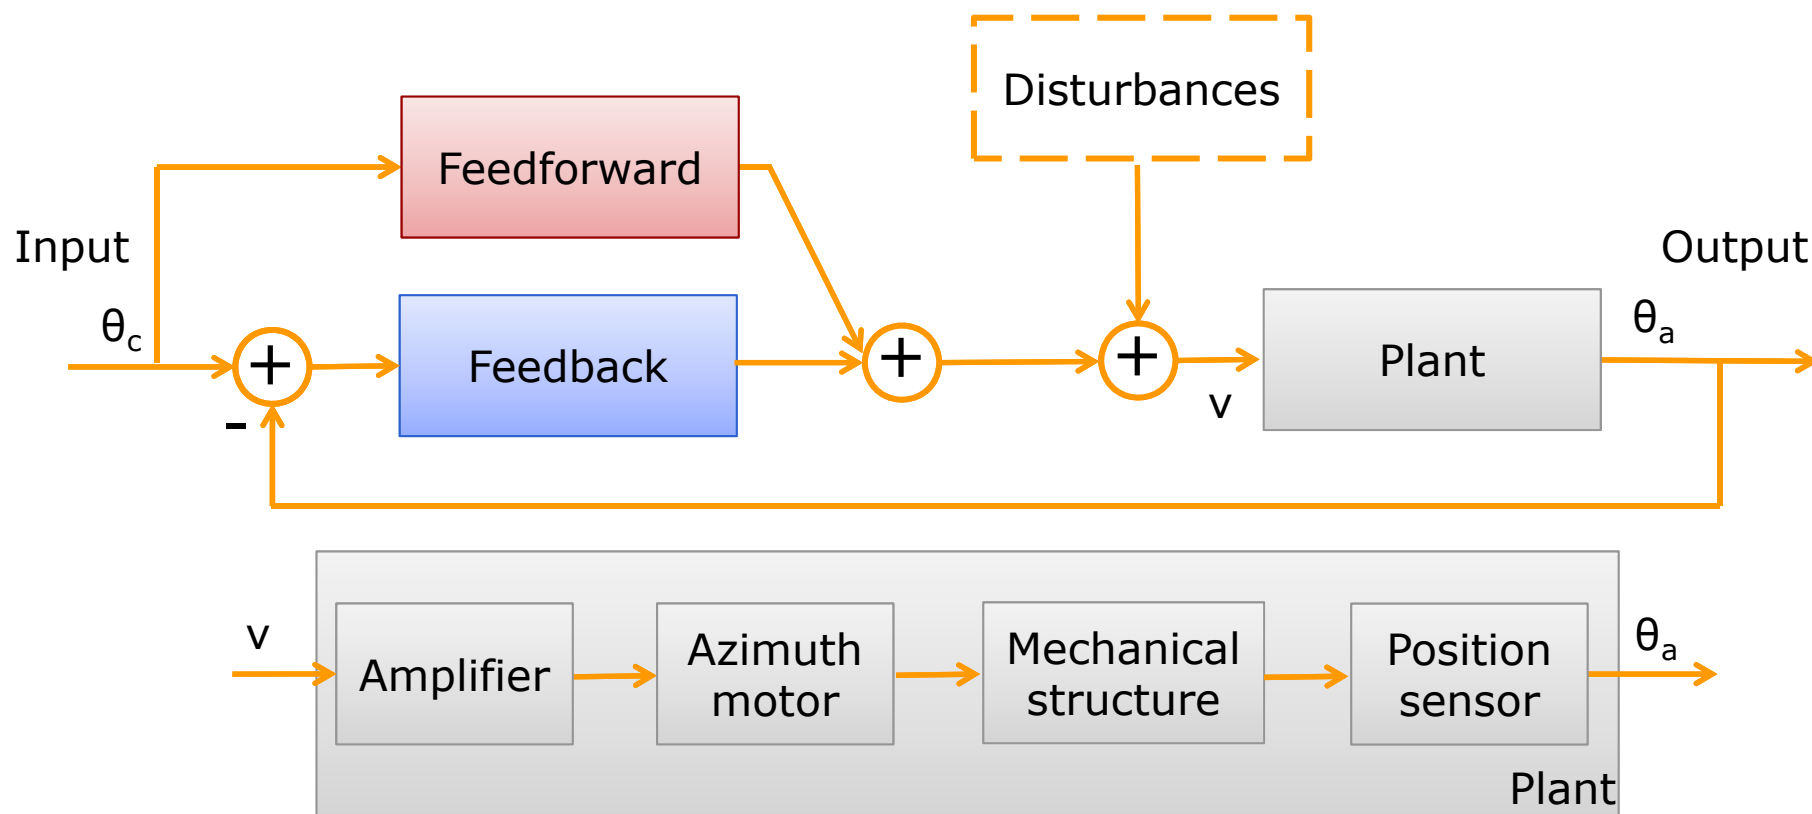 Disturbances
Feedforward
Input
Output
θc
θa
+
Feedback
+
+
Plant
-
v
v
Amplifier
Azimuth
motor
Mechanical
structure
Position
sensor
θa
Plant